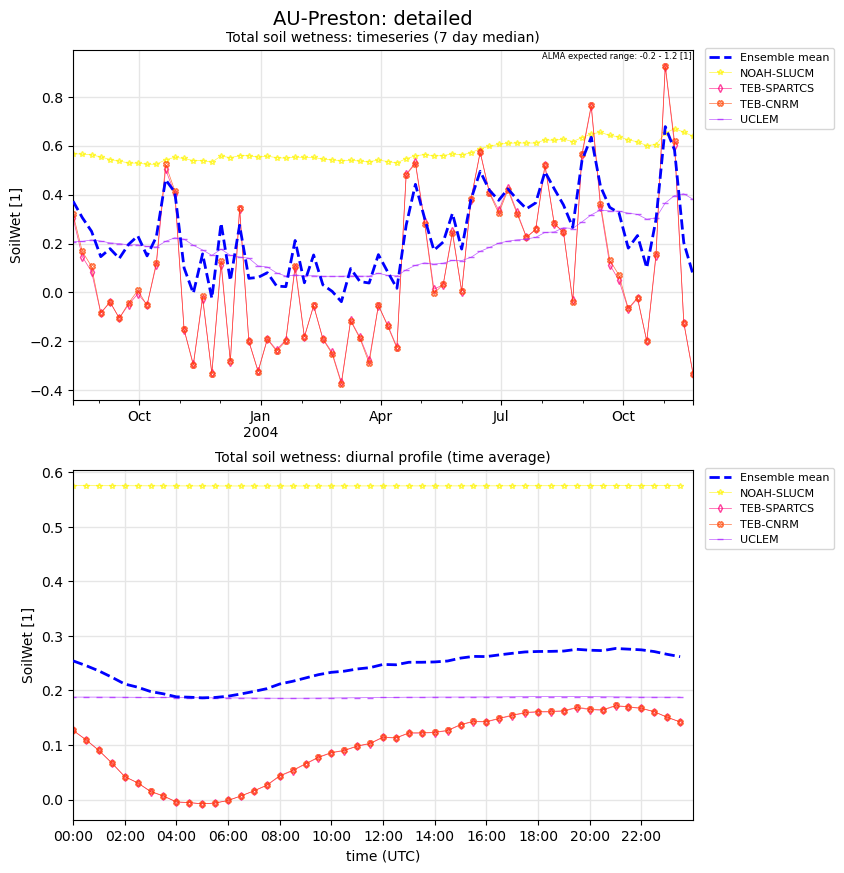 AU-Preston: detailed
Total soil wetness: timeseries (7 day median)
ALMA expected range: -0.2 - 1.2 [1]
Ensemble mean
NOAH-SLUCM
TEB-SPARTCS
TEB-CNRM
UCLEM
0.8
0.6
0.4
0.2
0.0
−0.2
−0.4
SoilWet [1]
Oct
Jan
2004
Apr
Jul
Oct
Total soil wetness: diurnal profile (time average)
Ensemble mean
NOAH-SLUCM
TEB-SPARTCS
TEB-CNRM
UCLEM
0.6
0.5
0.4
0.3
0.2
0.1
0.0
SoilWet [1]
00:00 02:00 04:00 06:00 08:00 10:00 12:00 14:00 16:00 18:00 20:00 22:00
time (UTC)